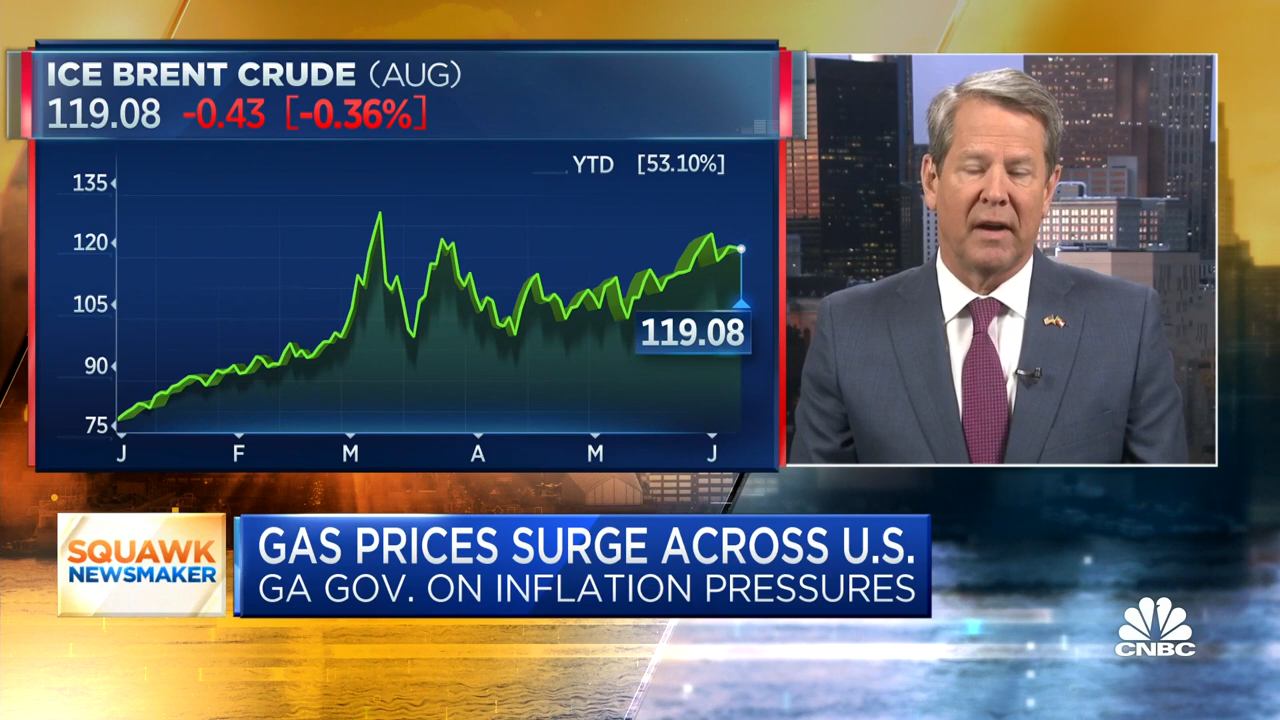 ICE BRENT CRUDE (AUG)
119.08 -0.43 [-0.36%]
YTD [53.10%]
135
120
105
90
75
119.08
J F M A M J
SQUAWK
NEWSMAKER
GAS PRICES SURGE ACROSS U.S.
GA GOV. ON INFLATION PRESSURES
CNBC